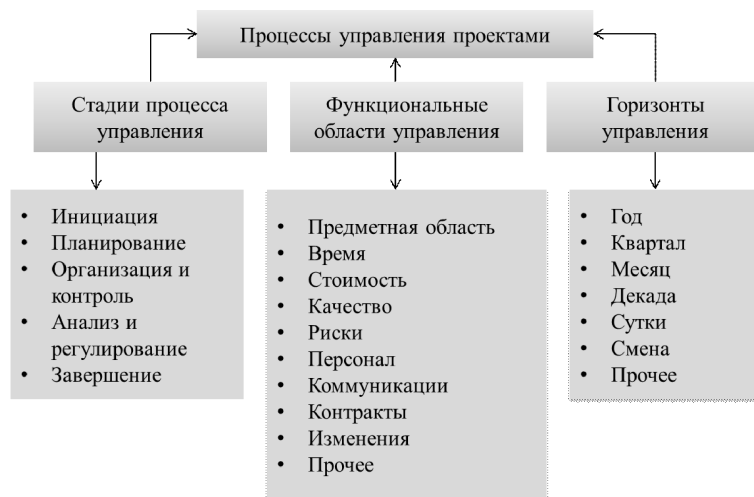 Процессы управления проектами
Стадии процесса
управления
Функциональные
области управления
Горизонты
управления
• Инициация
• Планирование
• Организация и
контроль
• Анализ и
регулирование
• Завершение
• Предметная область
• Время
• Стоимость
• Качество
• Риски
• Персонал
• Коммуникации
• Контракты
• Изменения
• Прочее
• Год
• Квартал
• Месяц
• Декада
• Сутки
• Смена
• Прочее